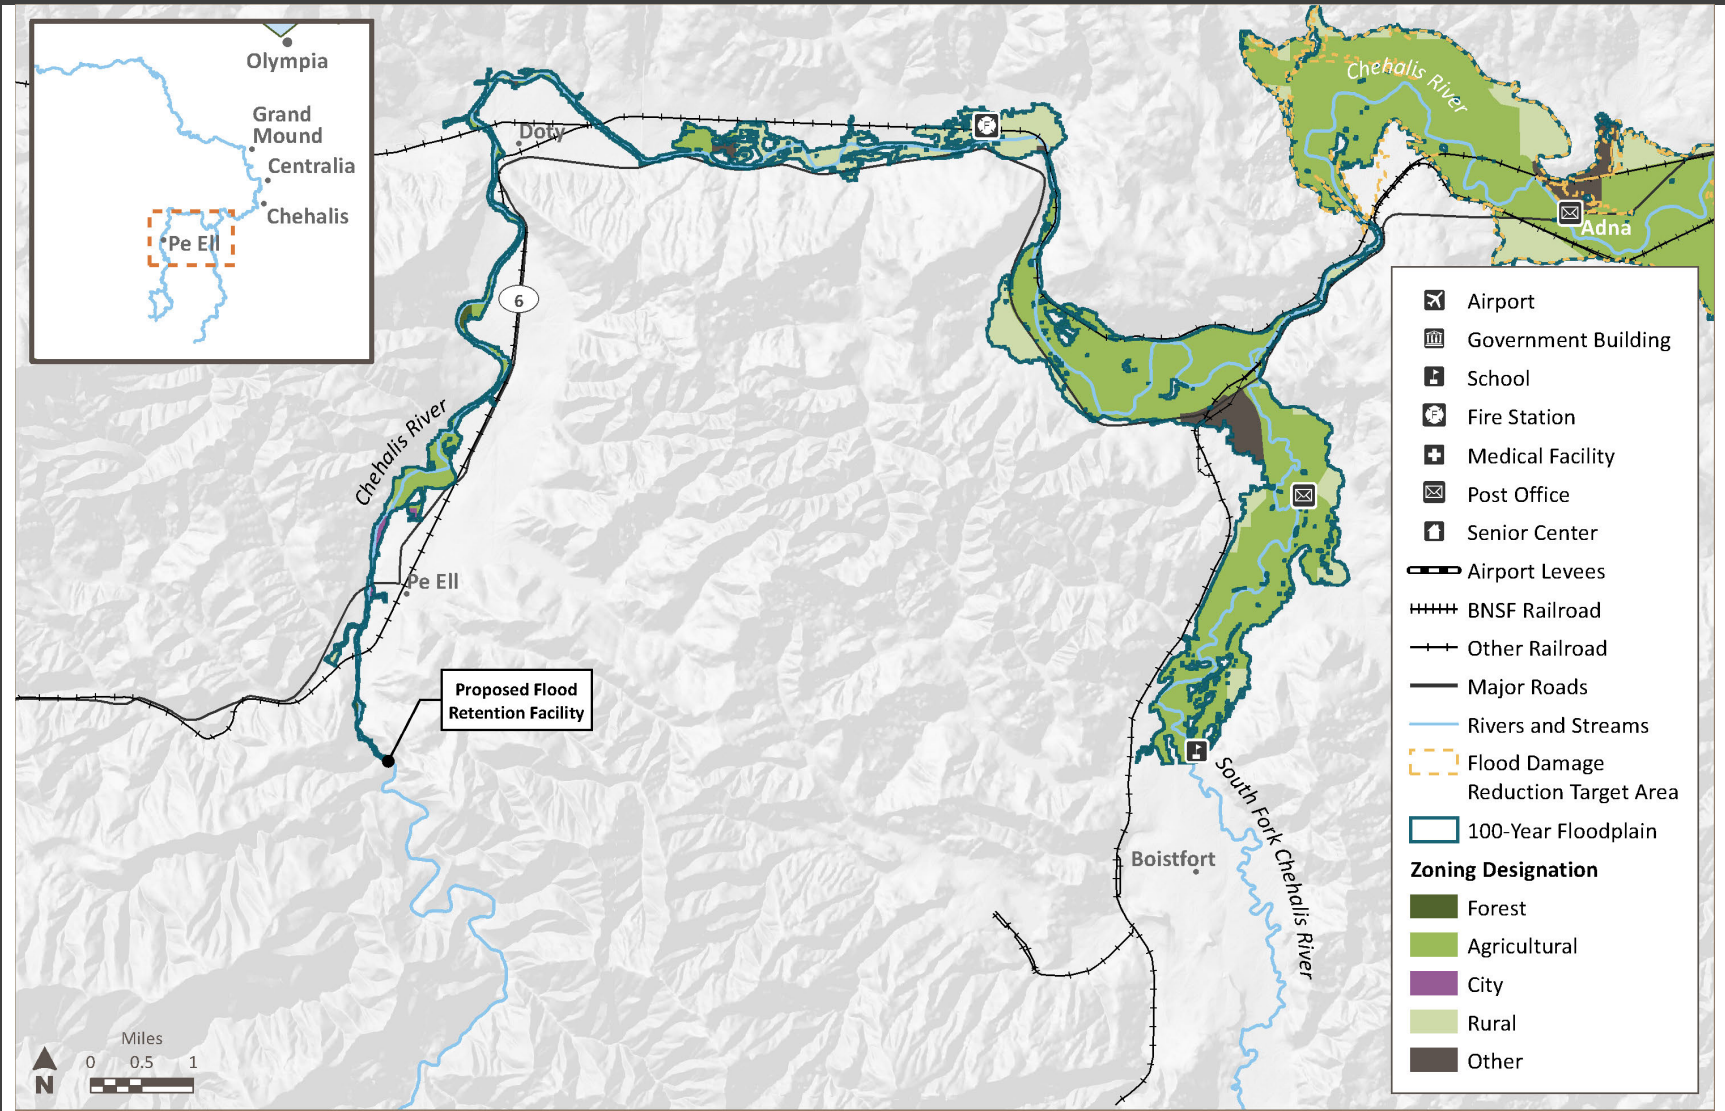 Olympia
Grand
Mound
Centralia
Chehalis
Pe Ell
Doty
6
Chehalis River
Pe Ell
Proposed Flood
Retention Facility
Chehalis River
Adna
South Fork Chehalis River
Boistfort
Miles
0 0.5 1
N
Airport
Government Building
School
F Fire Station
Medical Facility
Post Office
Senior Center
Airport Levees
BNSF Railroad
Other Railroad
Major Roads
Rivers and Streams
Flood Damage
Reduction Target Area
100-Year Floodplain
Zoning Designation
Forest
Agricultural
City
Rural
Other